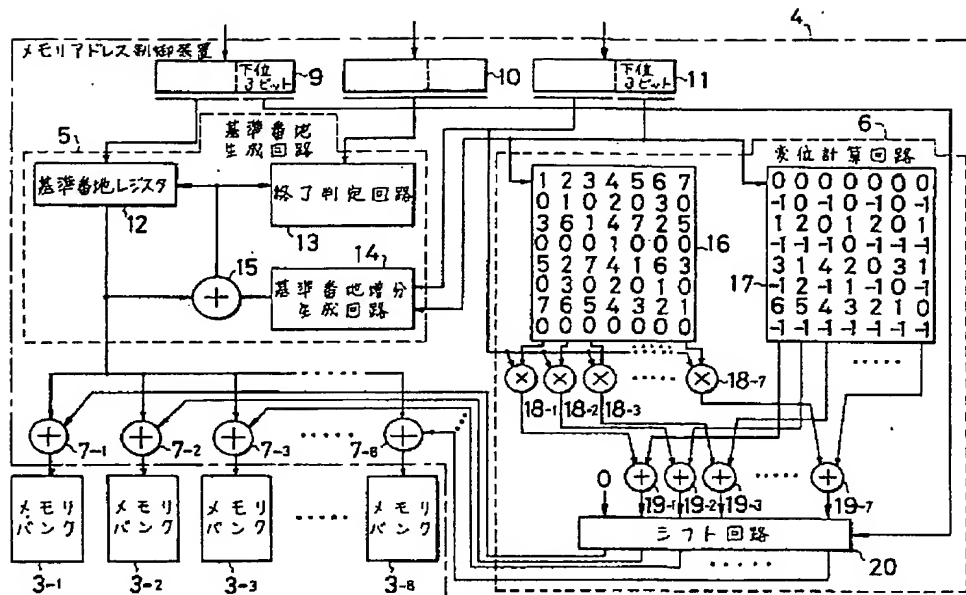 4
メモリアドレス制御装置
下位
3ビット
9
10
下位
3ビット
11
5
基準番地
生成回路
6
変位計算回路
基準番地レジスタ
12
終了判定回路
13
14
15
基準番地増分
生成回路
1 2 3 4 5 6 7
0 1 0 2 0 3 0
3 6 1 4 7 2 5
0 0 0 1 0 0 0
5 2 7 4 1 6 3
0 3 0 2 0 1 0
7 6 5 4 3 2 1
0 0 0 0 0 0 0
16
0 0 0 0 0 0 0
-1 0 -1 0 -1 0 -1
1 2 0 1 2 0 1
-1 -1 -1 0 -1 -1 -1
3 1 4 2 0 3 1
-1 2 -1 1 -1 0 -1
6 5 4 3 2 1 0
-1 -1 -1 -1 -1 -1 -1
17
18-1
18-2
18-3
18-7
7-1
7-2
7-3
7-8
0
19-1
19-2
19-3
19-7
メモリ
バンク
メモリ
バンク
メモリ
バンク
メモリ
バンク
3-1
3-2
3-3
3-8
シフト回路
20